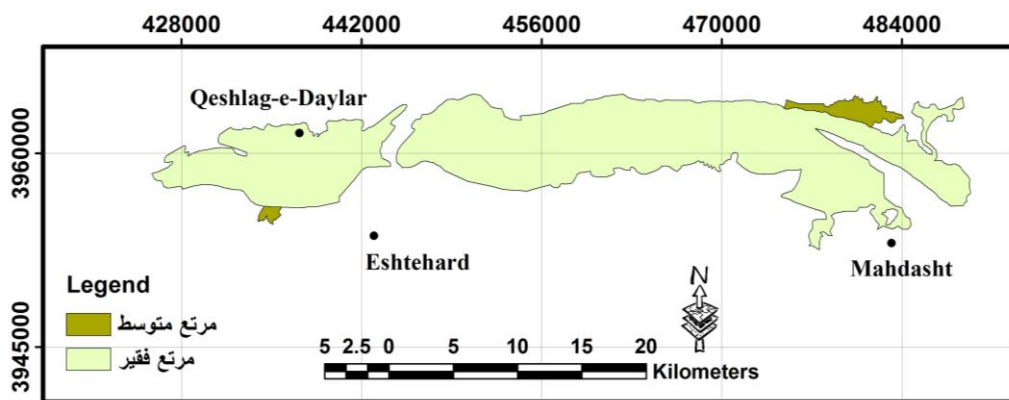 428000 442000 456000 470000 484000
3960000
3945000
Qeshlag-e-Daylar
Eshtehard
Mahdasht
Legend
مرتع متوسط
مرتع فقیر
N
5 2.5 0 5 10 15 20
Kilometers